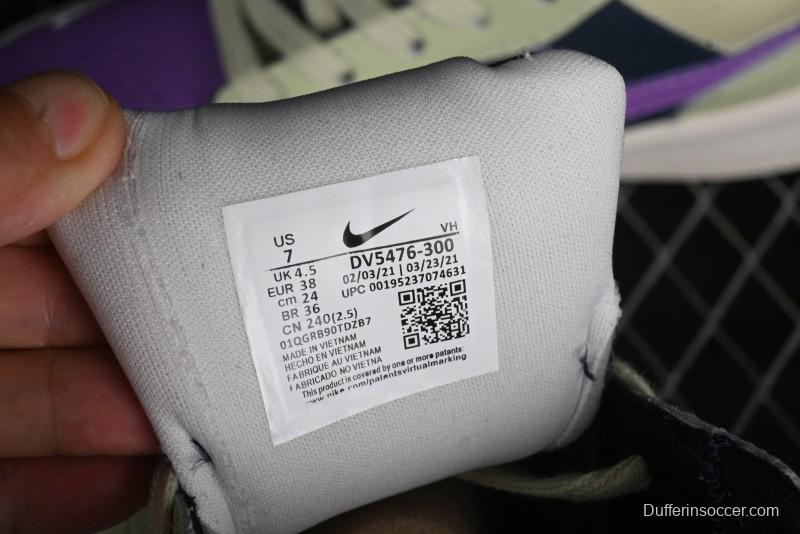 US
7
UK 4.5
EUR 38
cm 24
BR 36
CN 240(2.5)
01QGRB90TDZB7
VH
DV5476-300
02/03/21 | 03/23/21
UPC 00195237074631
MADE IN VIETNAM
HECHO EN VIETNAM
FABRIQUE AU VIETNAM
FABRICADO NO VIETNA
This product is covered by one or more patents:
www.nike.com/patentsvirtualmarking
Dufferinsoccer.com